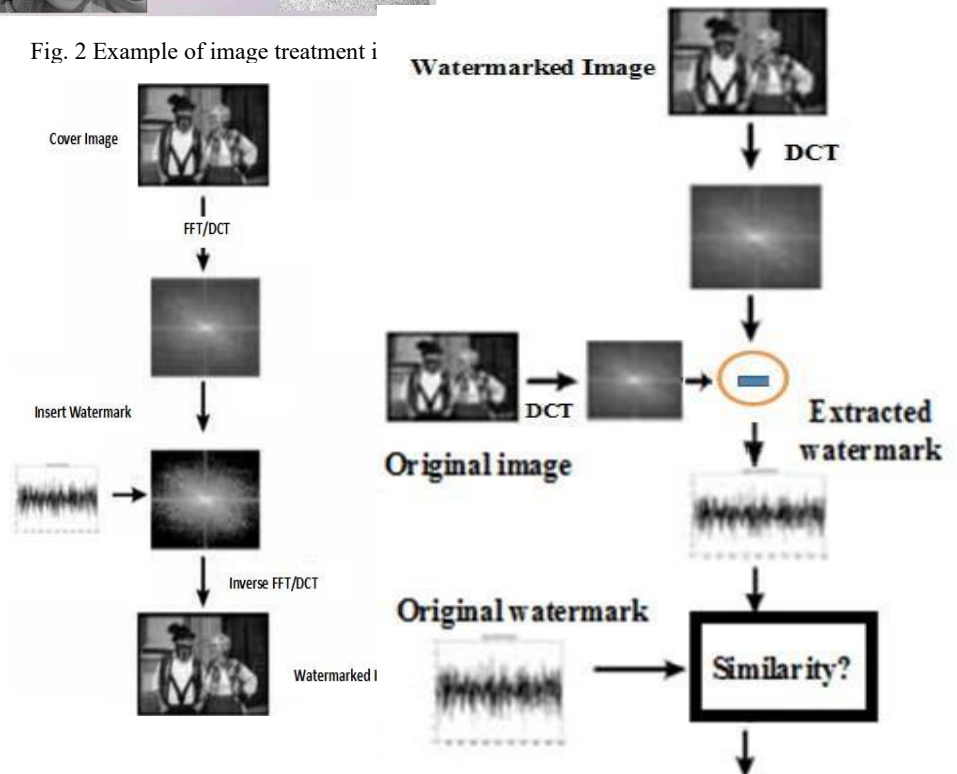 Fig. 2 Example of image treatment i
Cover Image
FFT/DCT
Insert Watermark
Inverse FFT/DCT
Watermarked I
Watermarked Image
DCT
DCT
Original image
Extracted
watermark
Original watermark
Similarity?